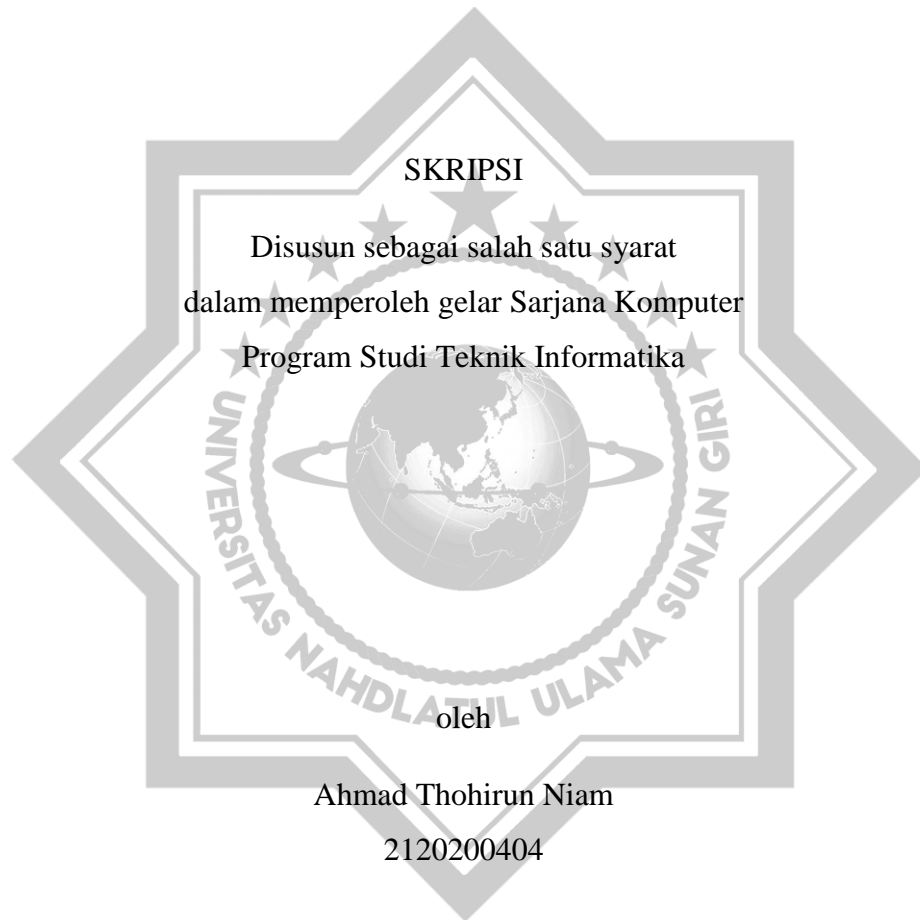 SKRIPSI
Disusun sebagai salah satu syarat
dalam memperoleh gelar Sarjana Komputer
Program Studi Teknik Informatika
UNIVERSITAS NAHDLATUL ULAMA SUNAN GIRI
oleh
Ahmad Thohirun Niam
2120200404